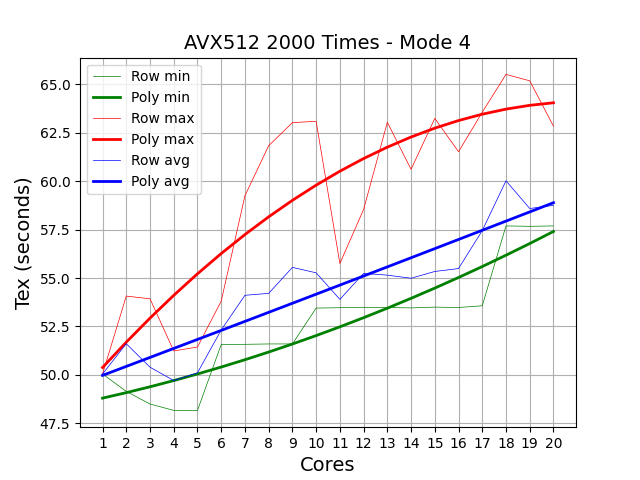 AVX512 2000 Times - Mode 4
Row min
Poly min
Row max
Poly max
Row avg
Poly avg
Tex (seconds)
65.0
62.5
60.0
57.5
55.0
52.5
50.0
47.5
1 2 3 4 5 6 7 8 9 10 11 12 13 14 15 16 17 18 19 20
Cores